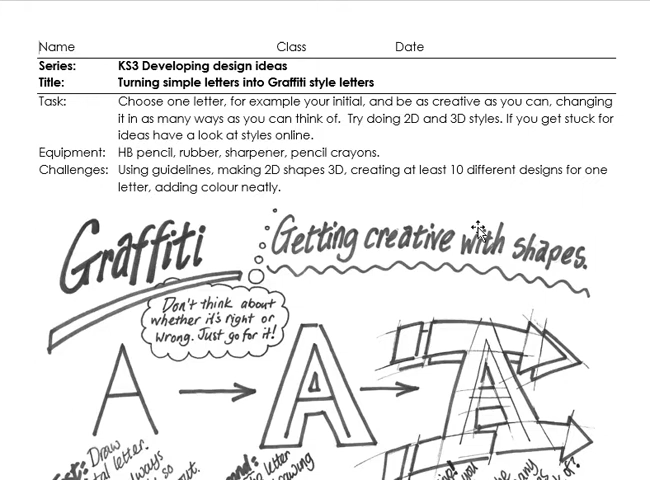 Name Class Date
Series: KS3 Developing design ideas
Title: Turning simple letters into Graffiti style letters
Task: Choose one letter, for example your initial, and be as creative as you can, changing
it in as many ways as you can think of. Try doing 2D and 3D styles. If you get stuck for
ideas have a look at styles online.
Equipment: HB pencil, rubber, sharpener, pencil crayons.
Challenges: Using guidelines, making 2D shapes 3D, creating at least 10 different designs for one
letter, adding colour neatly.
Graffiti
Getting creative with shapes.
Don't think about
whether it's right or
wrong. Just go for it!
A A A
Draw
letter.
letter
drawing
so